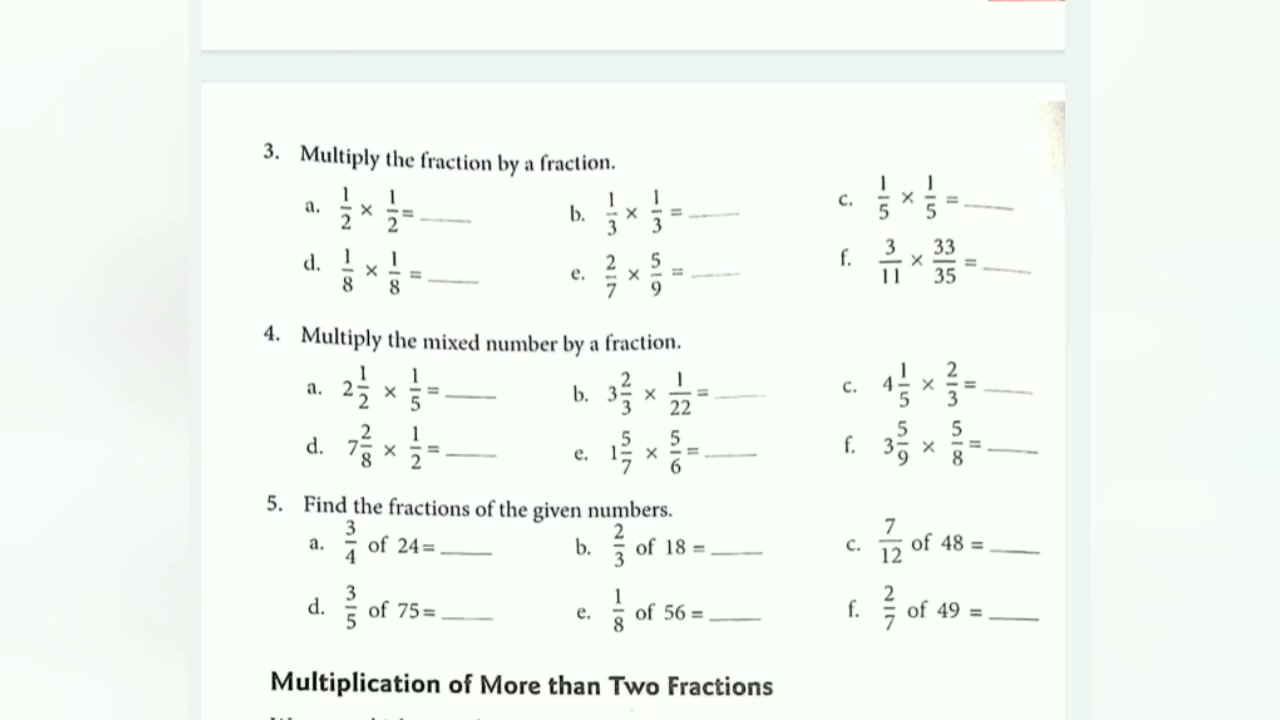 3. Multiply the fraction by a fraction.
a. 1/2 × 1/2 = ____ b. 1/3 × 1/3 = ____ c. 1/5 × 1/5 = ____
d. 1/8 × 1/8 = ____ e. 2/7 × 5/9 = ____ f. 3/11 × 33/35 = ____
4. Multiply the mixed number by a fraction.
a. 2 1/2 × 1/5 = ____ b. 3 2/3 × 1/22 = ____ c. 4 1/5 × 2/3 = ____
d. 7 2/8 × 1/2 = ____ e. 1 5/7 × 5/6 = ____ f. 3 5/9 × 5/8 = ____
5. Find the fractions of the given numbers.
a. 3/4 of 24 = ____ b. 2/3 of 18 = ____ c. 7/12 of 48 = ____
d. 3/5 of 75 = ____ e. 1/8 of 56 = ____ f. 2/7 of 49 = ____
Multiplication of More than Two Fractions